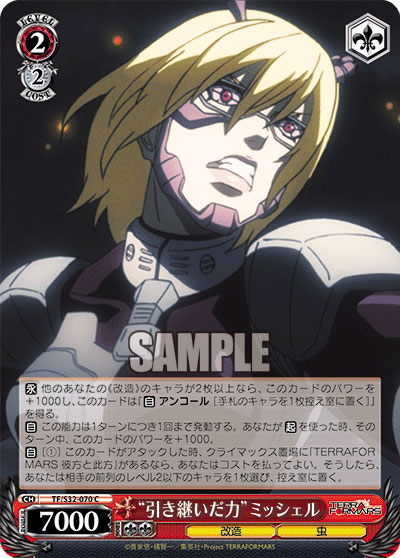 LEVEL
2
2
COST
SAMPLE
永 他のあなたの《改造》のキャラが2枚以上なら、このカードのパワーを
+1000し、このカードは『自 アンコール [手札のキャラを1枚控え室に置く]』
を得る。
自 この能力は1ターンにつき1回まで発動する。あなたが起を使った時、その
ターン中、このカードのパワーを+1000。
自 [①] このカードがアタックした時、クライマックス置場に「TERRAFOR
MARS 彼方と此方」があるなら、あなたはコストを払ってよい。そうしたら、
あなたは相手の前列のレベル2以下のキャラを1枚選び、控え室に置く。
CH TF/S32-070 C
7000
“引き継いだ力”ミッシェル
TERRA FORMARS
改造
虫
©貴家悠・橘賢一/集英社・Project TERRAFORMARS